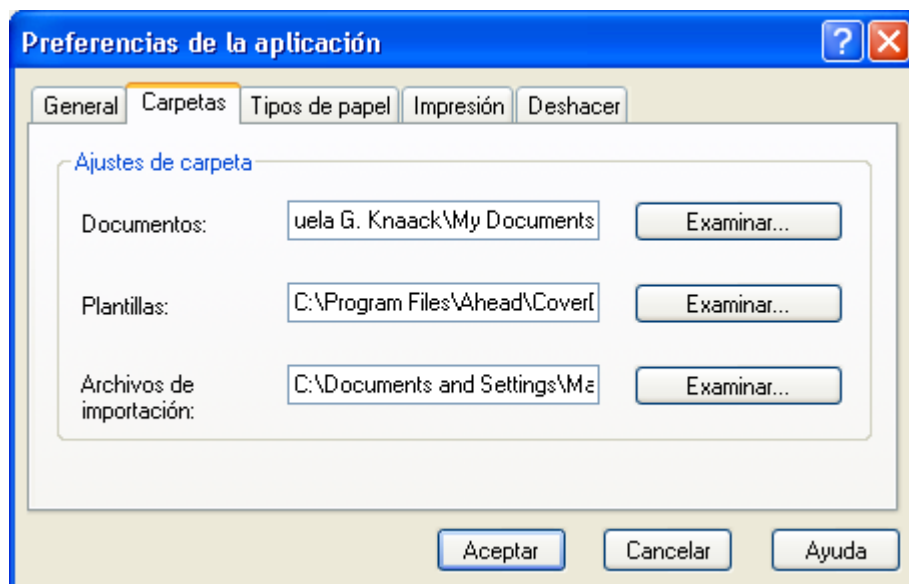 Preferencias de la aplicación
General Carpetas Tipos de papel Impresión Deshacer
Ajustes de carpeta
Documentos: uela G. Knaack\My Documents Examinar...
Plantillas: C:\Program Files\Ahead\Cover Examinar...
Archivos de importación: C:\Documents and Settings\Ma Examinar...
Aceptar Cancelar Ayuda